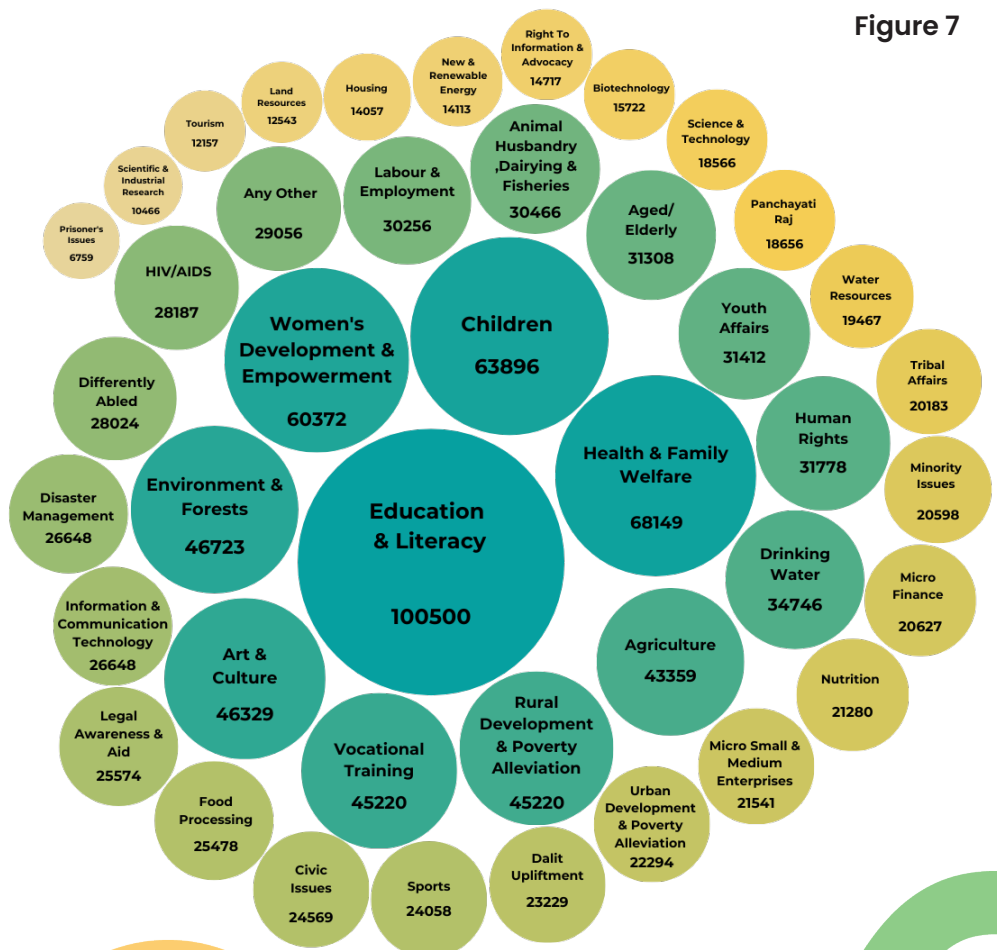 Figure 7
Right To
Information &
Advocacy
14717
New &
Renewable
Energy
14113
Housing
14057
Land
Resources
12543
Tourism
12157
Scientific &
Industrial
Research
10466
Prisoner's
Issues
6759
Biotechnology
15722
Science &
Technology
18566
Panchayati
Raj
18656
Water
Resources
19467
Tribal
Affairs
20183
Minority
Issues
20598
Micro
Finance
20627
Nutrition
21280
Micro Small &
Medium
Enterprises
21541
Urban
Development
& Poverty
Alleviation
22294
Dalit
Upliftment
23229
Sports
24058
Civic
Issues
24569
Food
Processing
25478
Legal
Awareness &
Aid
25574
Information &
Communication
Technology
26648
Disaster
Management
26648
Differently
Abled
28024
HIV/AIDS
28187
Any Other
29056
Labour &
Employment
30256
Animal
Husbandry
,Dairying &
Fisheries
30466
Aged/
Elderly
31308
Youth
Affairs
31412
Human
Rights
31778
Drinking
Water
34746
Agriculture
43359
Rural
Development
& Poverty
Alleviation
45220
Vocational
Training
45220
Art &
Culture
46329
Environment &
Forests
46723
Women's
Development &
Empowerment
60372
Children
63896
Health & Family
Welfare
68149
Education
& Literacy
100500